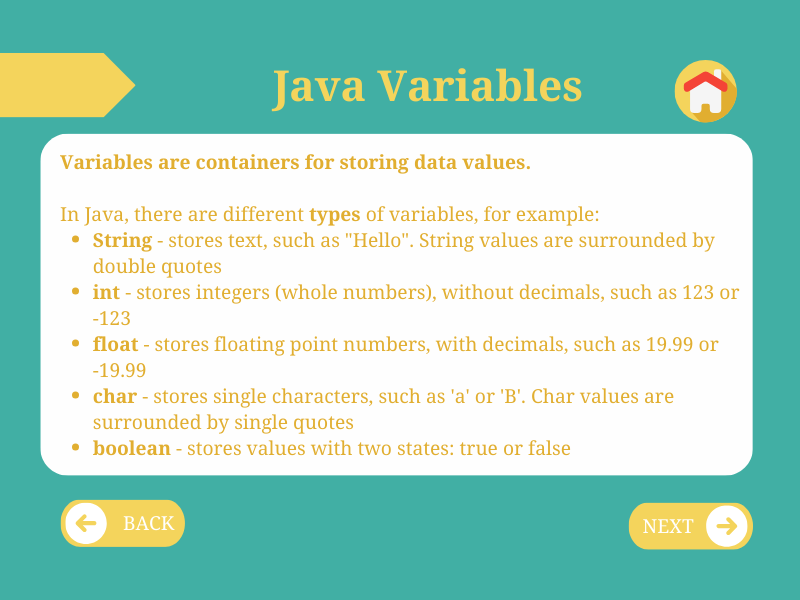 Java Variables
Variables are containers for storing data values.
In Java, there are different types of variables, for example:
• String - stores text, such as "Hello". String values are surrounded by
double quotes
• int - stores integers (whole numbers), without decimals, such as 123 or
-123
• float - stores floating point numbers, with decimals, such as 19.99 or
-19.99
• char - stores single characters, such as 'a' or 'B'. Char values are
surrounded by single quotes
• boolean - stores values with two states: true or false
BACK
NEXT